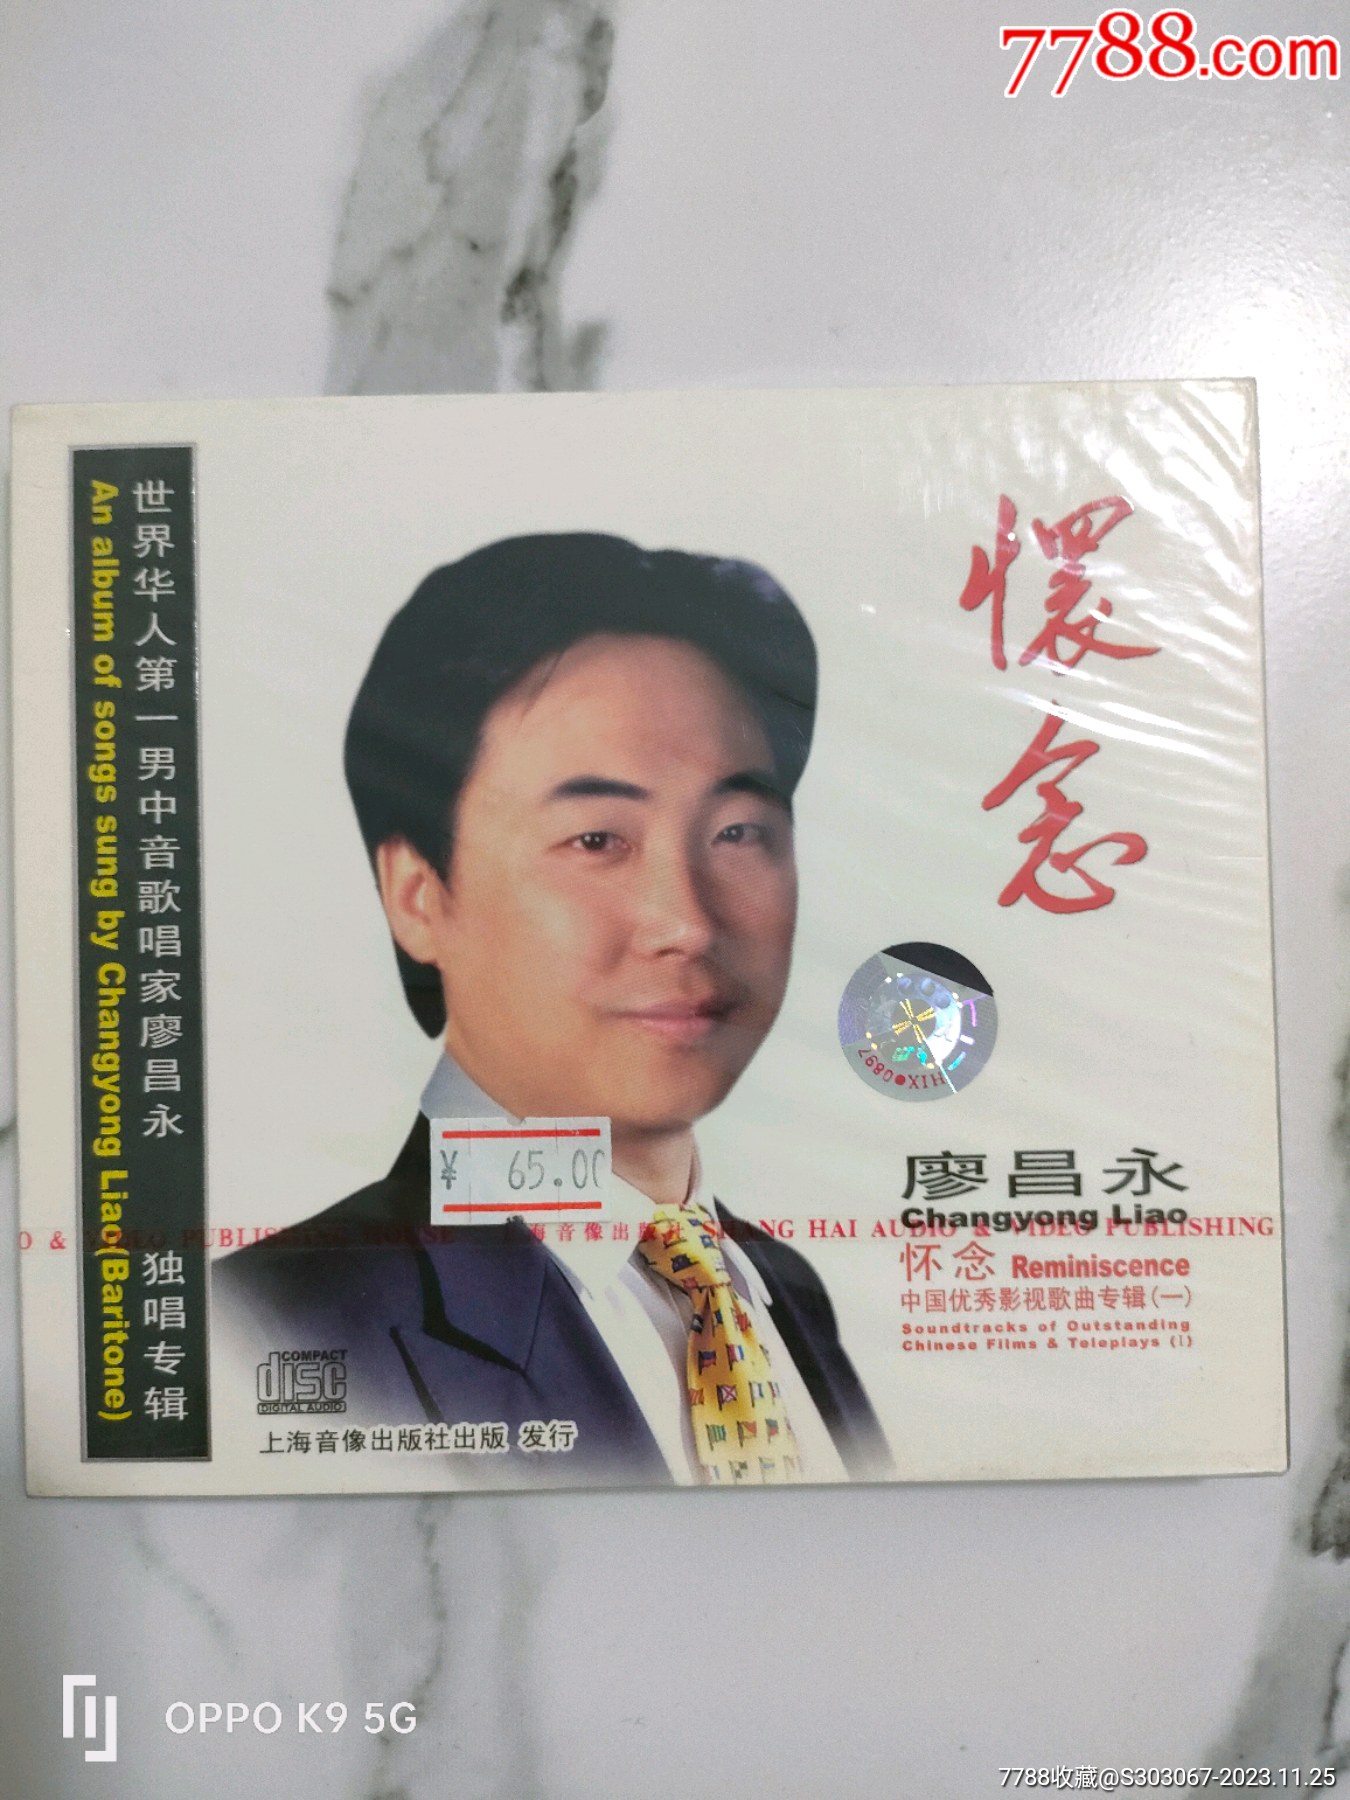 7788.com
世界华人第一男中音歌唱家廖昌永 独唱专辑
An album of songs sung by Changyong Liao(Baritone)
懷念
HIX●0897
¥ 65.00
廖昌永
Changyong Liao
O & VIDEO PUBLISHING HOUSE 上海音像出版社 SHANG HAI AUDIO & VIDEO PUBLISHING
怀念 Reminiscence
中国优秀影视歌曲专辑(一)
Soundtracks of Outstanding
Chinese Films & Teleplays (I)
COMPACT
disc
DIGITAL AUDIO
上海音像出版社出版 发行
OPPO K9 5G
7788收藏@S303067-2023.11.25